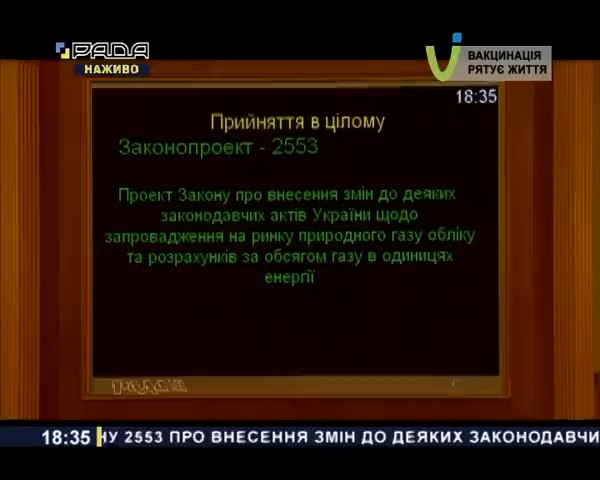 РАДА
НАЖИВО
ВАКЦИНАЦІЯ
РЯТУЄ ЖИТТЯ
18:35
Прийняття в цілому
Законопроект - 2553
Проект Закону про внесення змін до деяких
законодавчих актів України щодо
запровадження на ринку природного газу обліку
та розрахунків за обсягом газу в одиницях
енергії
18:35 НУ 2553 ПРО ВНЕСЕННЯ ЗМІН ДО ДЕЯКИХ ЗАКОНОДАВЧИ